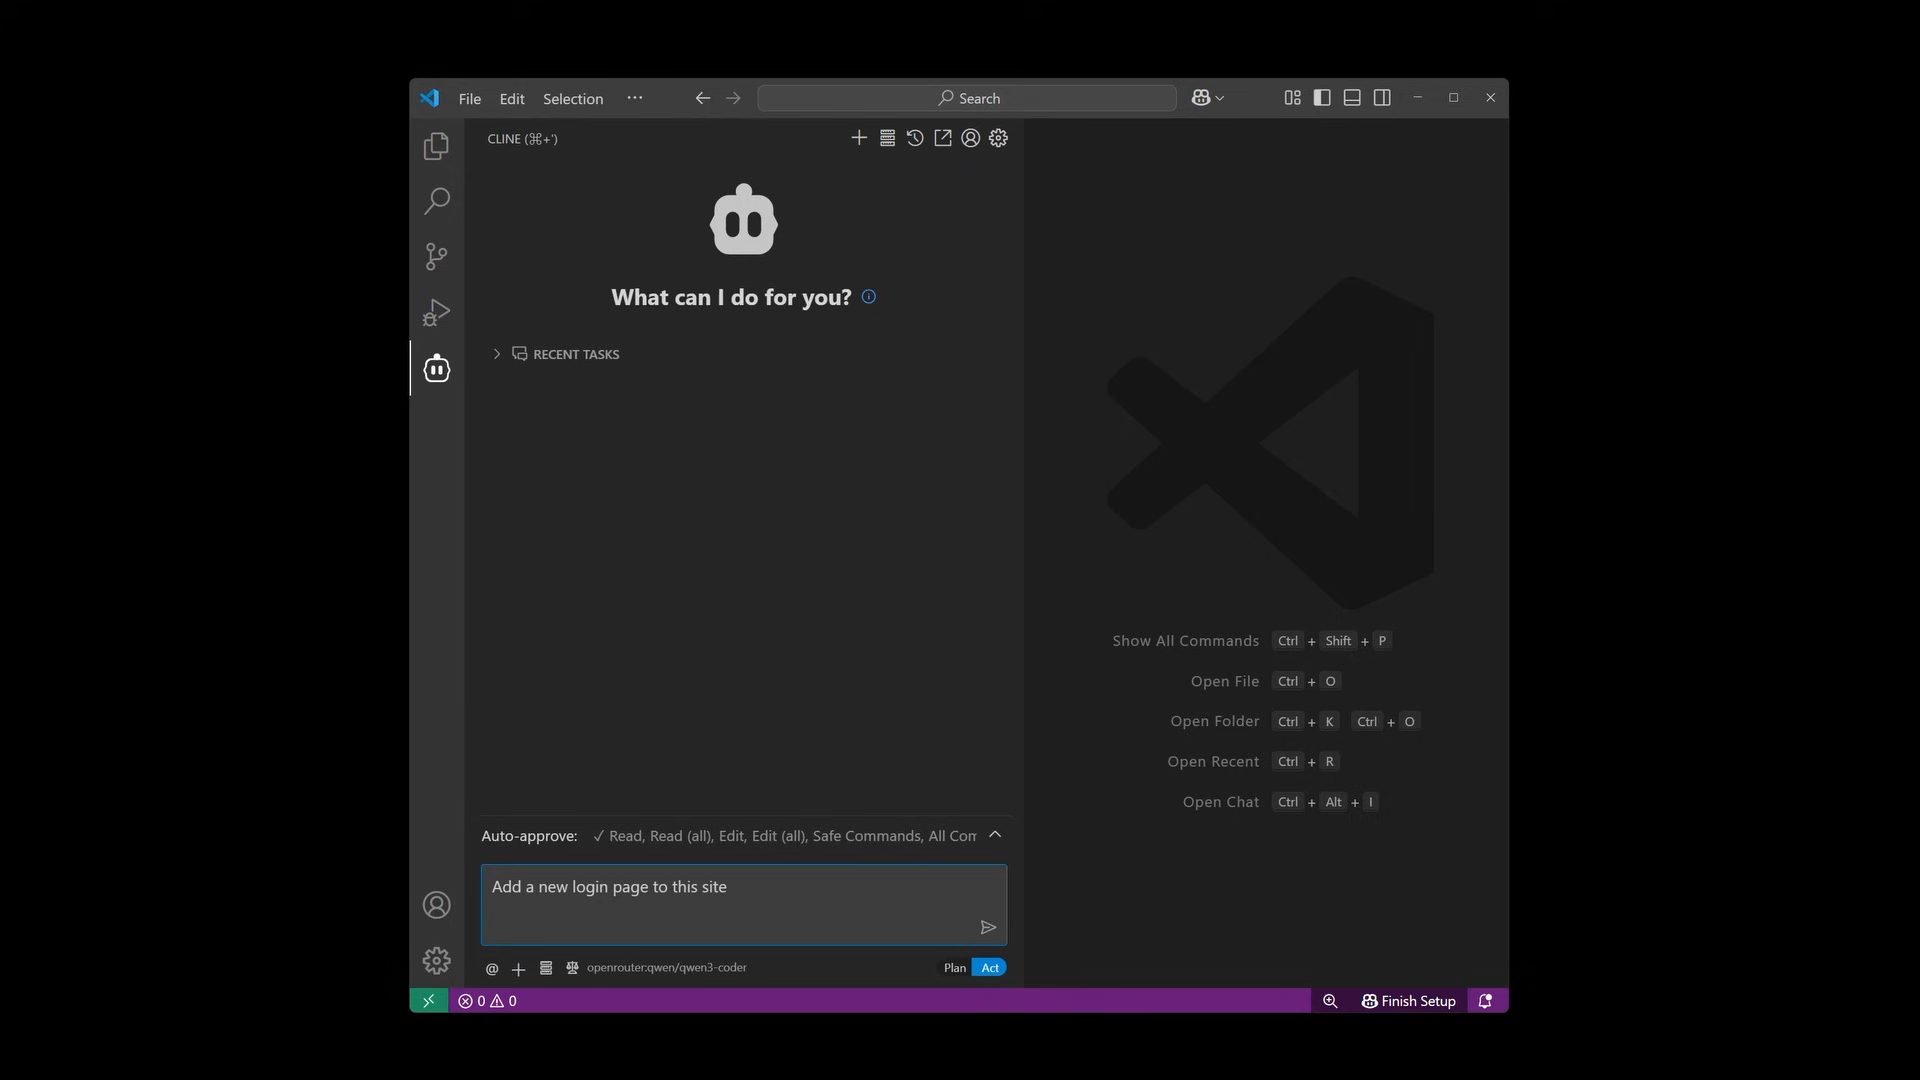 File Edit Selection ··· Search
CLINE (⌘+')
What can I do for you?
RECENT TASKS
Show All Commands Ctrl + Shift + P
Open File Ctrl + O
Open Folder Ctrl + K Ctrl + O
Open Recent Ctrl + R
Open Chat Ctrl + Alt + I
Auto-approve: ✓ Read, Read (all), Edit, Edit (all), Safe Commands, All Com
Add a new login page to this site
@ openrouter:qwen/qwen3-coder Plan Act
0 0 Finish Setup